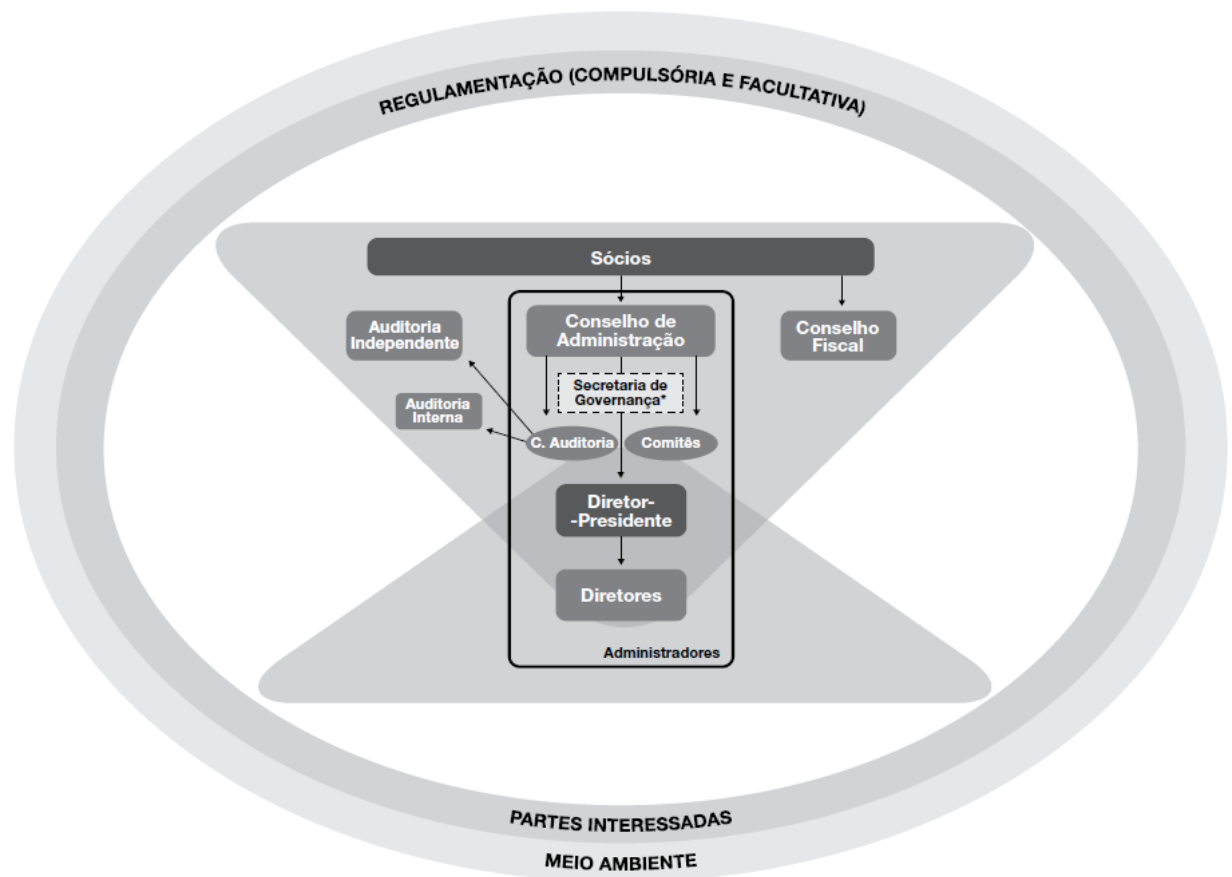 REGULAMENTAÇÃO (COMPULSÓRIA E FACULTATIVA)
Sócios
Auditoria
Independente
Conselho de
Administração
Conselho
Fiscal
Secretaria de
Governança*
Auditoria
Interna
C. Auditoria
Comitês
Diretor-
-Presidente
Diretores
Administradores
PARTES INTERESSADAS
MEIO AMBIENTE